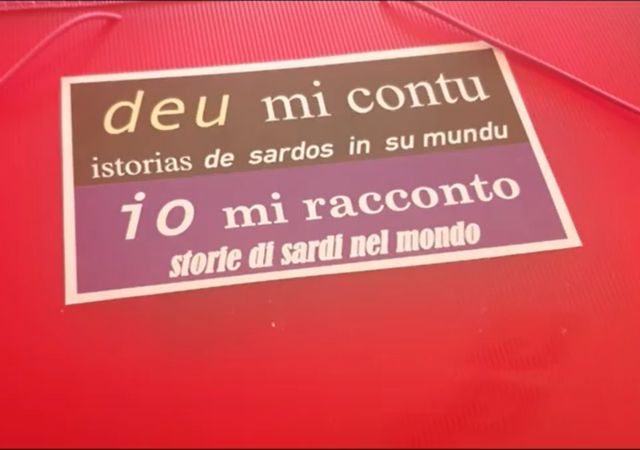 deu mi contu
istorias de sardos in su mundu
io mi racconto
storie di sardi nel mondo